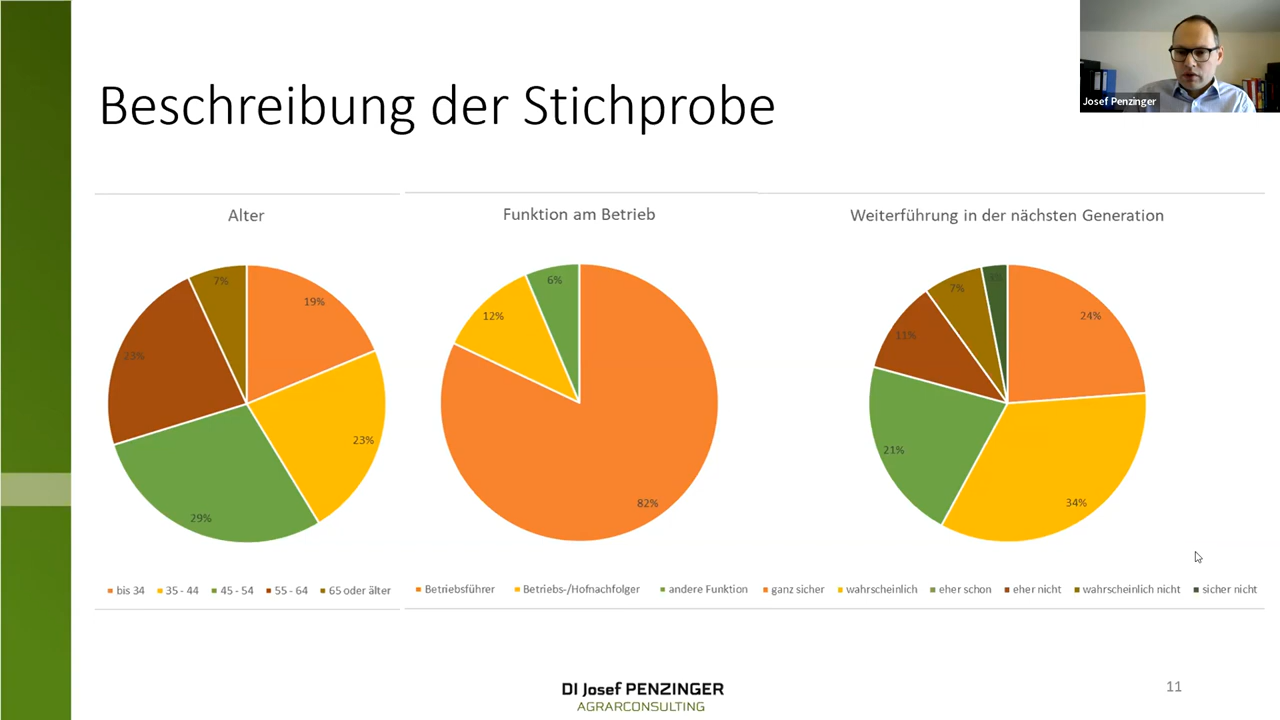 Josef Penzinger
Beschreibung der Stichprobe
Alter
7%
19%
23%
23%
29%
bis 34 35 - 44 45 - 54 55 - 64 65 oder älter
Funktion am Betrieb
6%
12%
82%
Betriebsführer Betriebs-/Hofnachfolger andere Funktion
Weiterführung in der nächsten Generation
7%
24%
11%
21%
34%
ganz sicher wahrscheinlich eher schon eher nicht wahrscheinlich nicht sicher nicht
DI Josef PENZINGER
AGRARCONSULTING
11